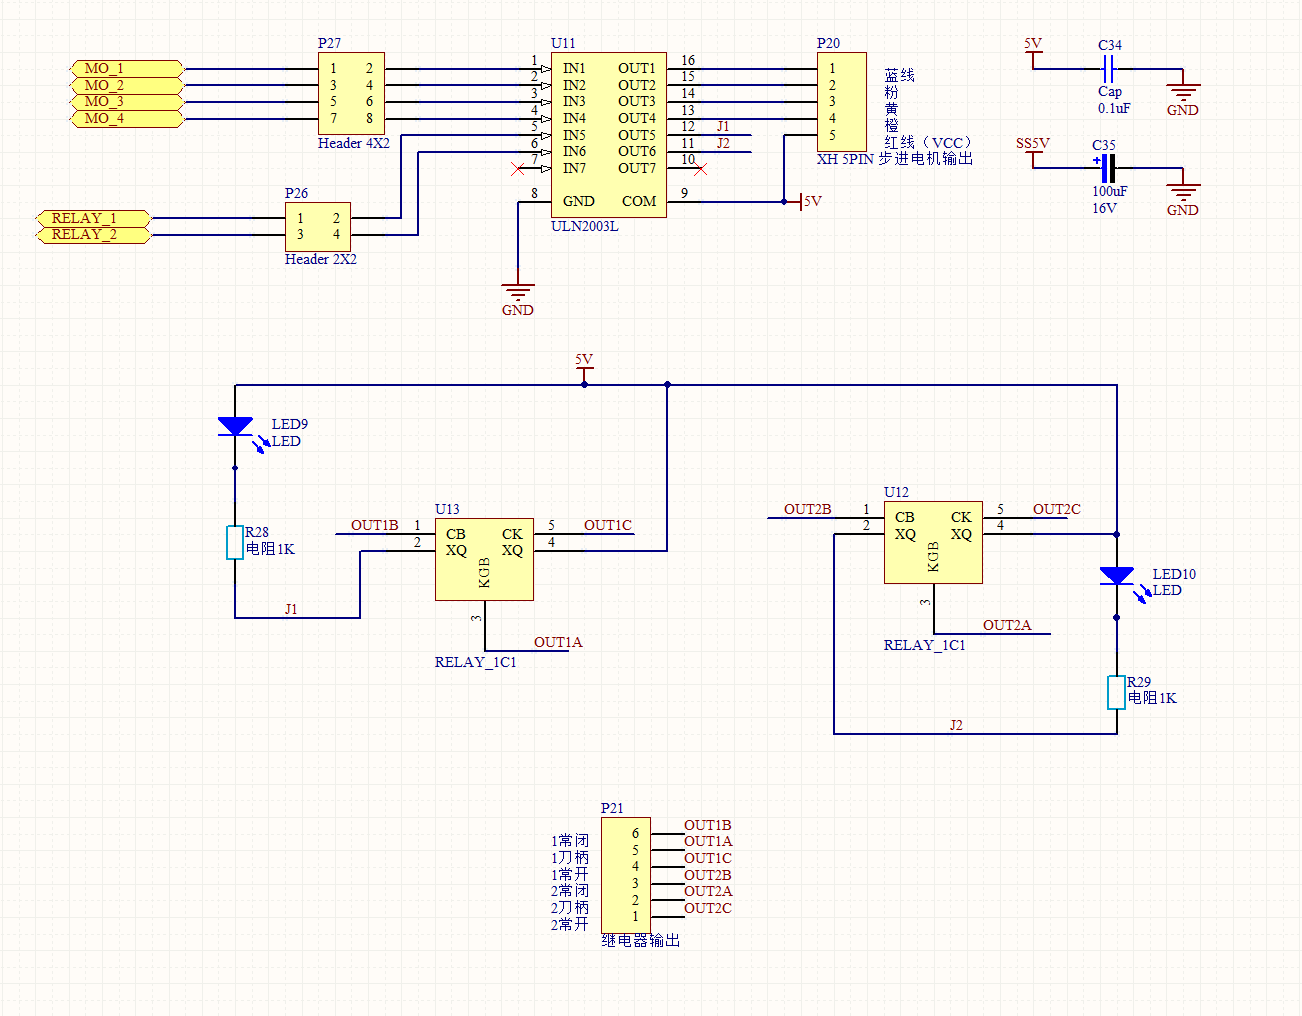 P27
MO_1
MO_2
MO_3
MO_4
1 2
3 4
5 6
7 8
Header 4X2
P26
RELAY_1
RELAY_2
1 2
3 4
Header 2X2
U11
1 IN1 OUT1 16
2 IN2 OUT2 15
3 IN3 OUT3 14
4 IN4 OUT4 13
5 IN5 OUT5 12 J1
6 IN6 OUT6 11 J2
7 IN7 OUT7 10
8 GND COM 9
5V
ULN2003L
GND
P20
1 蓝线
2 粉
3 黄
4 橙
5 红线（VCC）
XH 5PIN 步进电机输出
5V
C34
Cap
0.1uF
GND
SS5V
C35
+
100uF
16V
GND
5V
LED9
LED
R28
电阻1K
J1
U13
OUT1B 1 CB CK 5 OUT1C
2 XQ XQ 4
KGB
3
OUT1A
RELAY_1C1
U12
OUT2B 1 CB CK 5 OUT2C
2 XQ XQ 4
KGB
3
OUT2A
RELAY_1C1
LED10
LED
R29
电阻1K
J2
P21
1常闭 6 OUT1B
1刀柄 5 OUT1A
1常开 4 OUT1C
2常闭 3 OUT2B
2刀柄 2 OUT2A
2常开 1 OUT2C
继电器输出